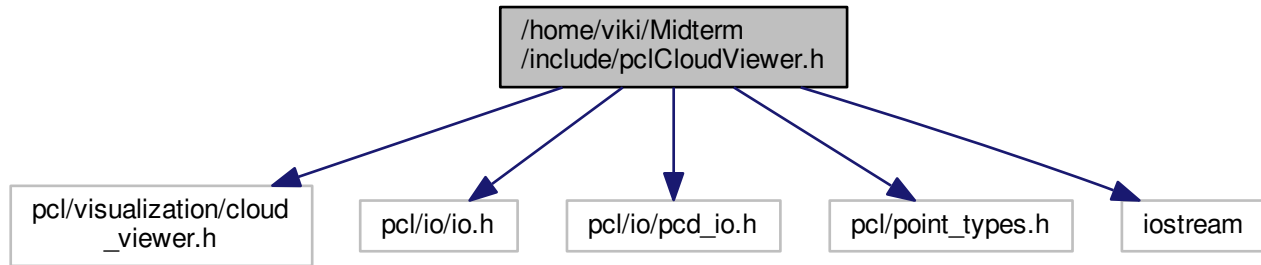 /home/viki/Midterm
/include/pclCloudViewer.h
pcl/visualization/cloud
_viewer.h
pcl/io/io.h
pcl/io/pcd_io.h
pcl/point_types.h
iostream